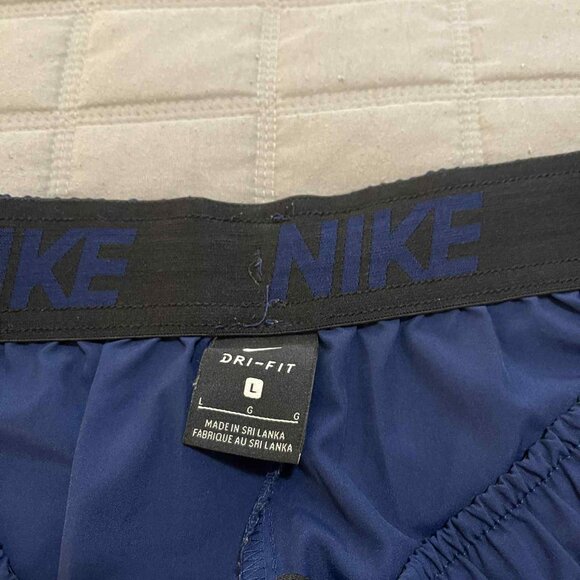 NIKE NIKE
DRI-FIT
L
L G G
MADE IN SRI LANKA
FABRIQUE AU SRI LANKA